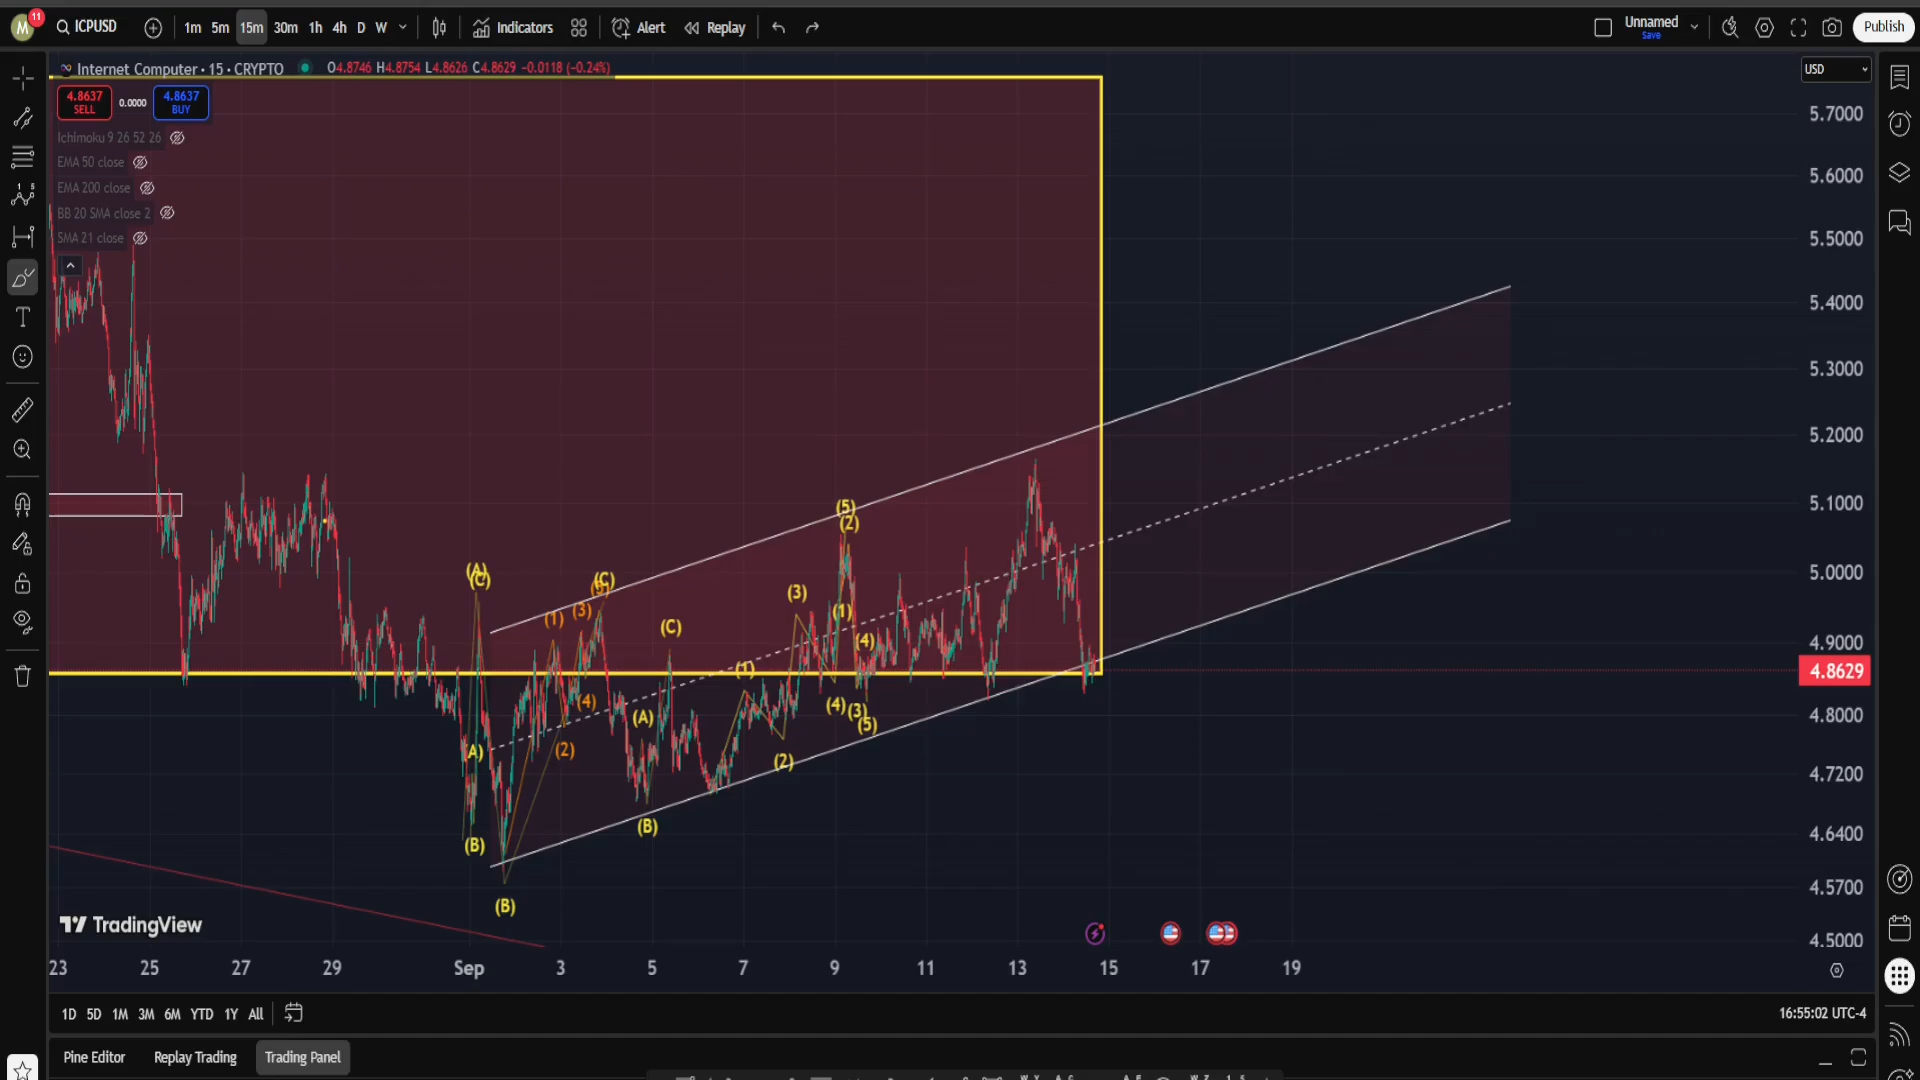 M 11 ICPUSD 1m 5m 15m 30m 1h 4h D W Indicators Alert Replay Unnamed Save Publish
Internet Computer · 15 · CRYPTO O4.8746 H4.8754 L4.8626 C4.8629 -0.0118 (-0.24%)
USD
4.8637 SELL 0.0000 4.8637 BUY
Ichimoku 9 26 52 26
EMA 50 close
EMA 200 close
BB 20 SMA close 2
SMA 21 close
5.7000
5.6000
5.5000
5.4000
5.3000
5.2000
5.1000
5.0000
4.9000
4.8629
4.8000
4.7200
4.6400
4.5700
4.5000
(5)
(2)
(A)
(C)
(C)
(5)
(3)
(1)
(3)
(1)
(C)
(4)
(1)
(4)
(4)
(3)
(A)
(5)
(2)
A)
(2)
(B)
(B)
(B)
TradingView
23 25 27 29 Sep 3 5 7 9 11 13 15 17 19
1D 5D 1M 3M 6M YTD 1Y All 16:55:02 UTC-4
Pine Editor Replay Trading Trading Panel